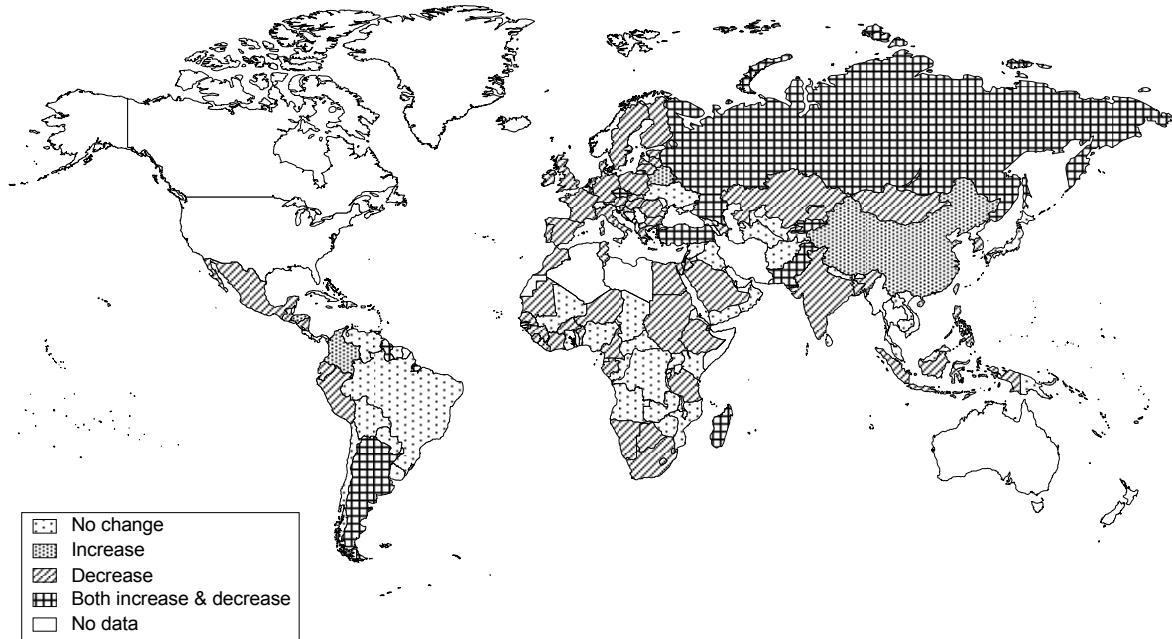 No change
Increase
Decrease
Both increase & decrease
No data